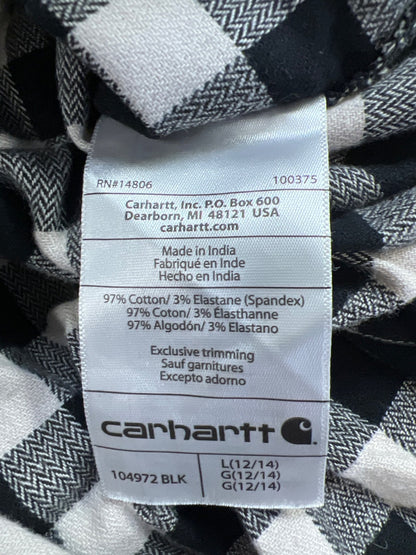 RN#14806 100375
Carhartt, Inc. P.O. Box 600
Dearborn, MI 48121 USA
carhartt.com
Made in India
Fabriqué en Inde
Hecho en India
97% Cotton/ 3% Elastane (Spandex)
97% Coton/ 3% Élasthanne
97% Algodón/ 3% Elastano
Exclusive trimming
Sauf garnitures
Excepto adorno
carhartt
104972 BLK
L(12/14)
G(12/14)
G(12/14)